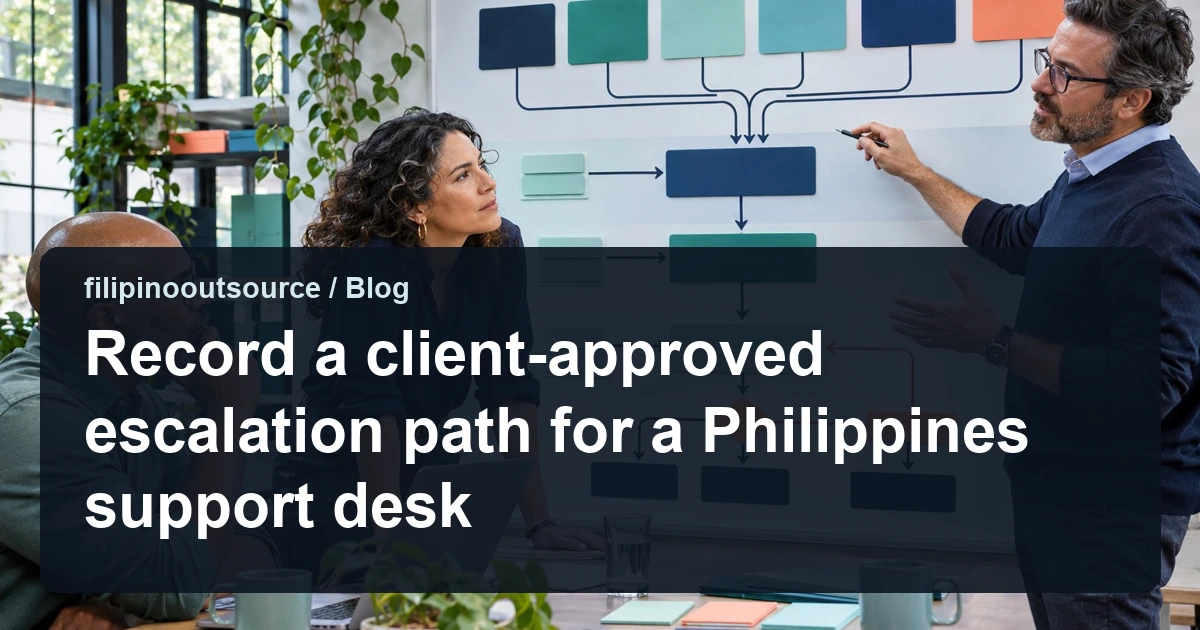 filipinooutsource / Blog
Record a client-approved
escalation path for a Philippines
support desk